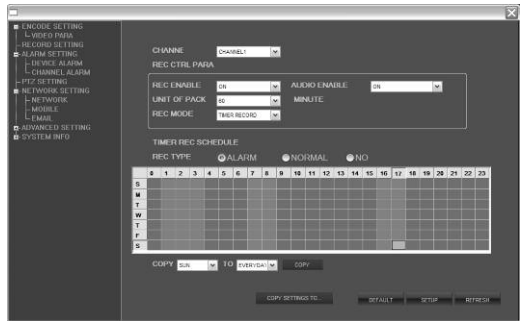 ENCODE SETTING
VIDEO PARA
RECORD SETTING
ALARM SETTING
DEVICE ALARM
CHANNEL ALARM
PTZ SETTING
NETWORK SETTING
NETWORK
MOBILE
EMAIL
ADVANCED SETTING
SYSTEM INFO
CHANNE CHANNEL1
REC CTRL PARA
REC ENABLE ON AUDIO ENABLE ON
UNIT OF PACK 60 MINUTE
REC MODE TIMER RECORD
TIMER REC SCHEDULE
REC TYPE ALARM NORMAL NO
0 1 2 3 4 5 6 7 8 9 10 11 12 13 14 15 16 17 18 19 20 21 22 23
S
M
T
W
T
F
S
COPY SUN TO EVERYDAY COPY
COPY SETTINGS TO... DEFAULT SETUP REFRESH